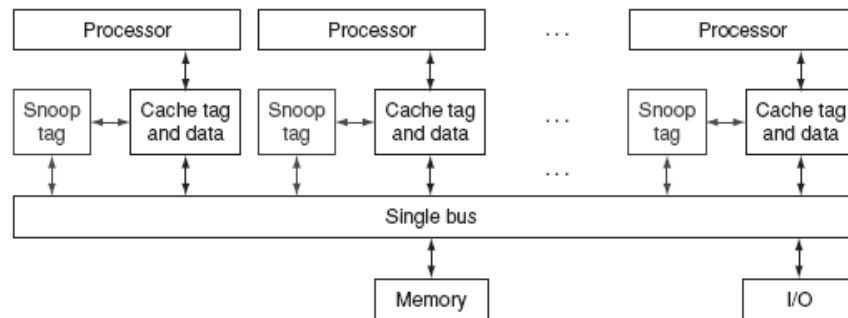 Processor Processor ... Processor
Snoop tag Cache tag and data Snoop tag Cache tag and data ... Snoop tag Cache tag and data
...
Single bus
Memory I/O